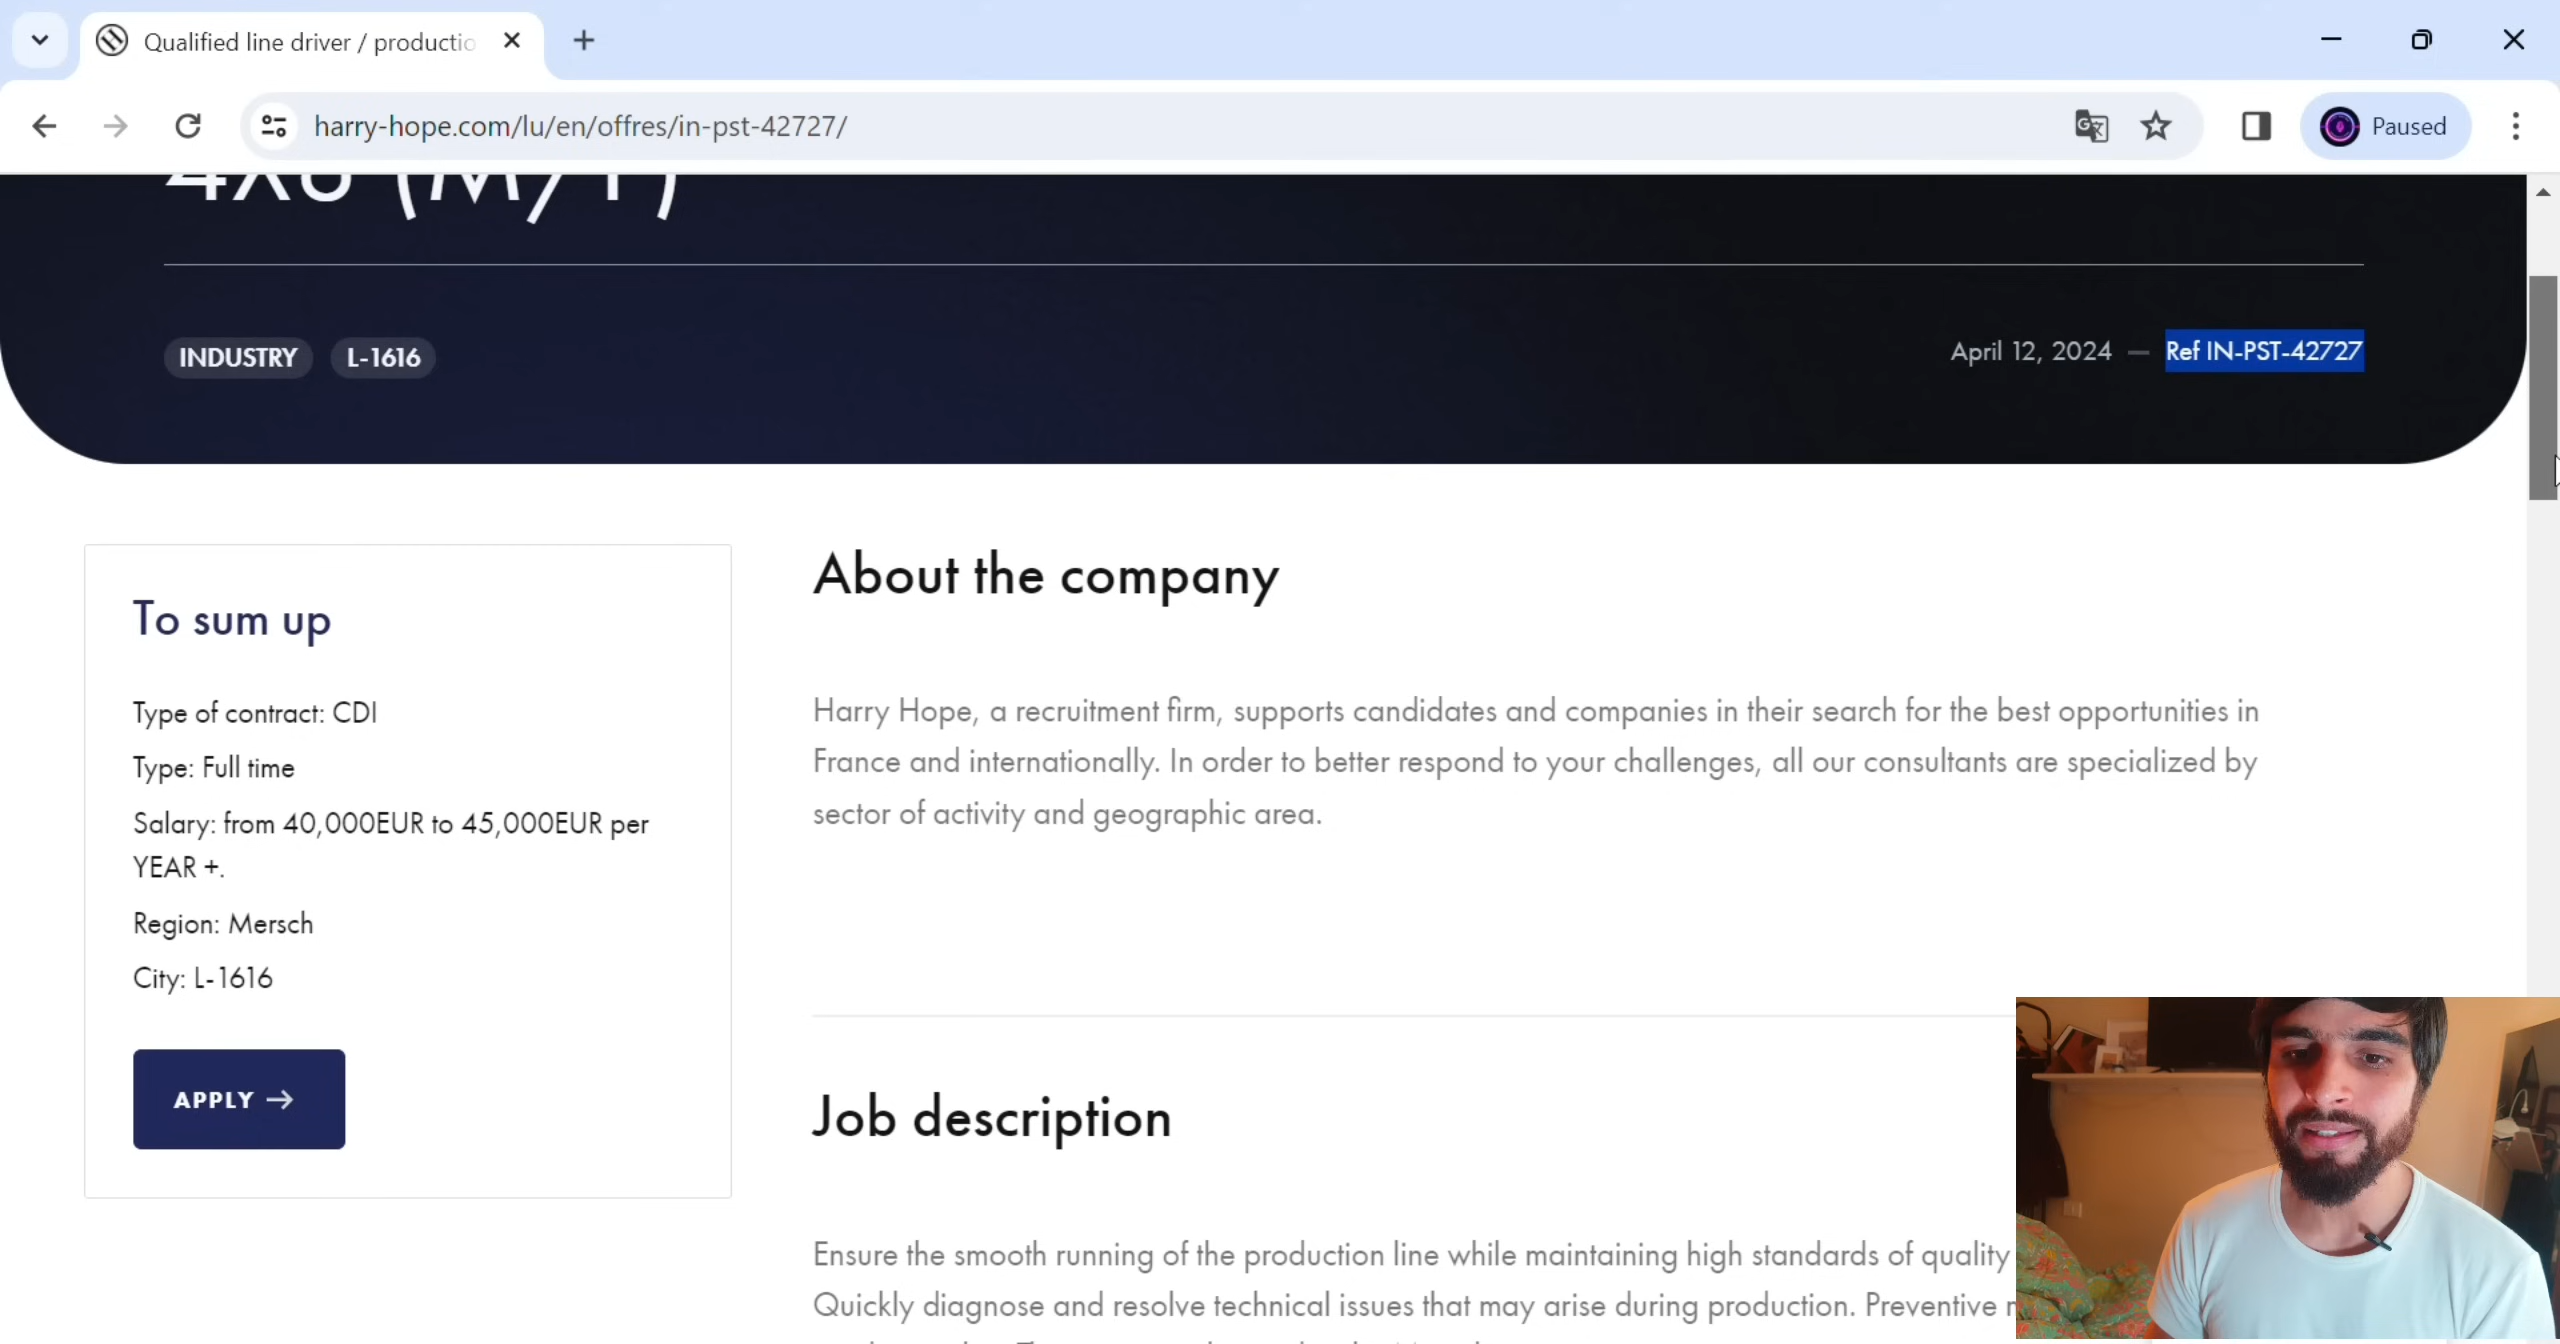 Qualified line driver / productio
harry-hope.com/lu/en/offres/in-pst-42727/
Paused
INDUSTRY L-1616
April 12, 2024 — Ref IN-PST-42727
To sum up
Type of contract: CDI
Type: Full time
Salary: from 40,000EUR to 45,000EUR per
YEAR +.
Region: Mersch
City: L-1616
APPLY →
About the company
Harry Hope, a recruitment firm, supports candidates and companies in their search for the best opportunities in
France and internationally. In order to better respond to your challenges, all our consultants are specialized by
sector of activity and geographic area.
Job description
Ensure the smooth running of the production line while maintaining high standards of quality
Quickly diagnose and resolve technical issues that may arise during production. Preventive